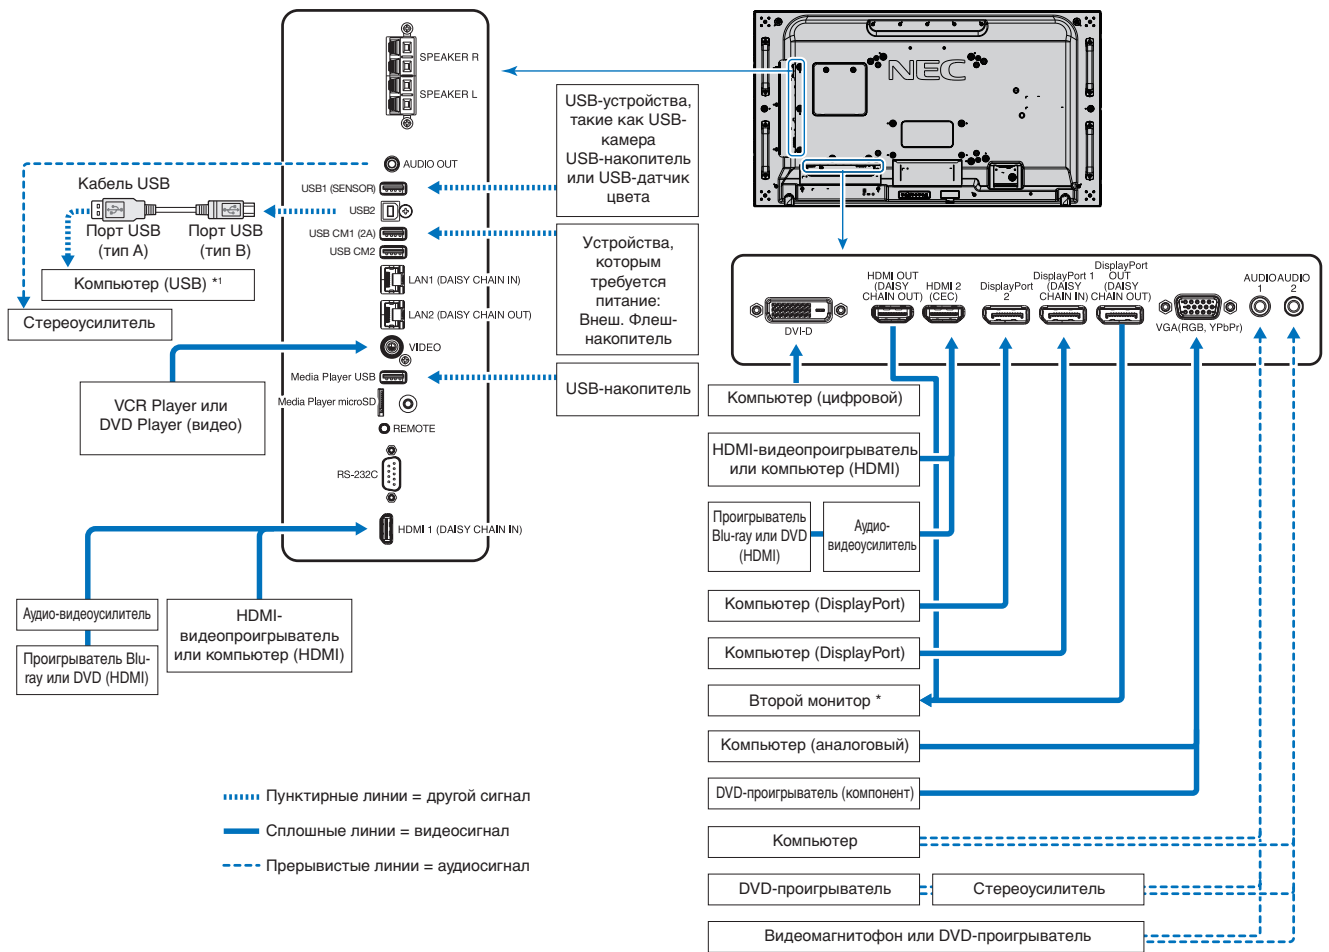 SPEAKER R
SPEAKER L
AUDIO OUT
USB1 (SENSOR)
USB2
USB CM1 (2A)
USB CM2
LAN1 (DAISY CHAIN IN)
LAN2 (DAISY CHAIN OUT)
VIDEO
Media Player USB
Media Player microSD
REMOTE
RS-232C
HDMI 1 (DAISY CHAIN IN)
Кабель USB
Порт USB
(тип A)
Порт USB
(тип B)
Компьютер (USB) *1
Стереоусилитель
VCR Player или
DVD Player (видео)
Аудио-видеоусилитель
Проигрыватель Blu-
ray или DVD (HDMI)
HDMI-
видеопроигрыватель
или компьютер (HDMI)
USB-устройства,
такие как USB-
камера
USB-накопитель
или USB-датчик
цвета
Устройства,
которым
требуется
питание:
Внеш. Флеш-
накопитель
USB-накопитель
NEC
DVI-D
HDMI OUT
(DAISY
CHAIN OUT)
HDMI 2
(CEC)
DisplayPort
2
DisplayPort 1
(DAISY
CHAIN IN)
DisplayPort
OUT
(DAISY
CHAIN OUT)
VGA(RGB, YPbPr)
AUDIO
1
AUDIO
2
Компьютер (цифровой)
HDMI-видеопроигрыватель
или компьютер (HDMI)
Проигрыватель
Blu-ray или DVD
(HDMI)
Аудио-
видеоусилитель
Компьютер (DisplayPort)
Компьютер (DisplayPort)
Второй монитор *
Компьютер (аналоговый)
DVD-проигрыватель (компонент)
Компьютер
DVD-проигрыватель
Стереоусилитель
Видеомагнитофон или DVD-проигрыватель
Пунктирные линии = другой сигнал
Сплошные линии = видеосигнал
Прерывистые линии = аудиосигнал